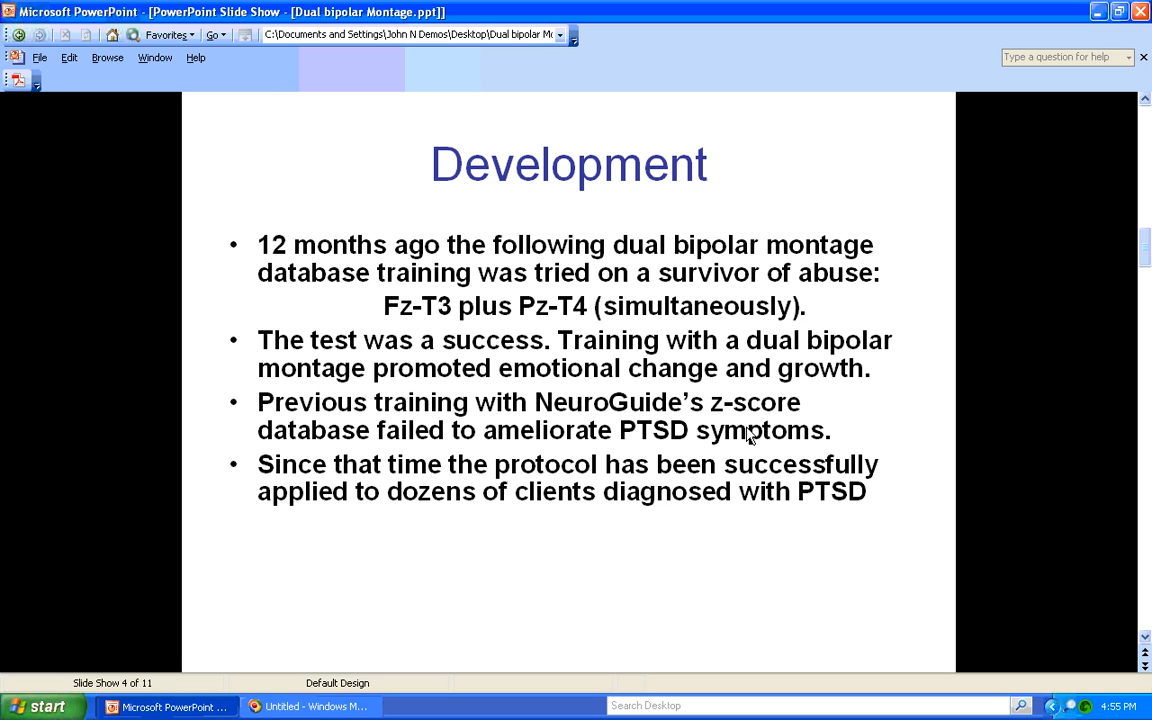 Microsoft PowerPoint - [PowerPoint Slide Show - [Dual bipolar Montage.ppt]]
Favorites Go C:\Documents and Settings\John N Demos\Desktop\Dual bipolar Mo
File Edit Browse Window Help Type a question for help
Development
• 12 months ago the following dual bipolar montage
database training was tried on a survivor of abuse:
Fz-T3 plus Pz-T4 (simultaneously).
• The test was a success. Training with a dual bipolar
montage promoted emotional change and growth.
• Previous training with NeuroGuide’s z-score
database failed to ameliorate PTSD symptoms.
• Since that time the protocol has been successfully
applied to dozens of clients diagnosed with PTSD
Slide Show 4 of 11 Default Design
start Microsoft PowerPoint ... Untitled - Windows M... Search Desktop 4:55 PM